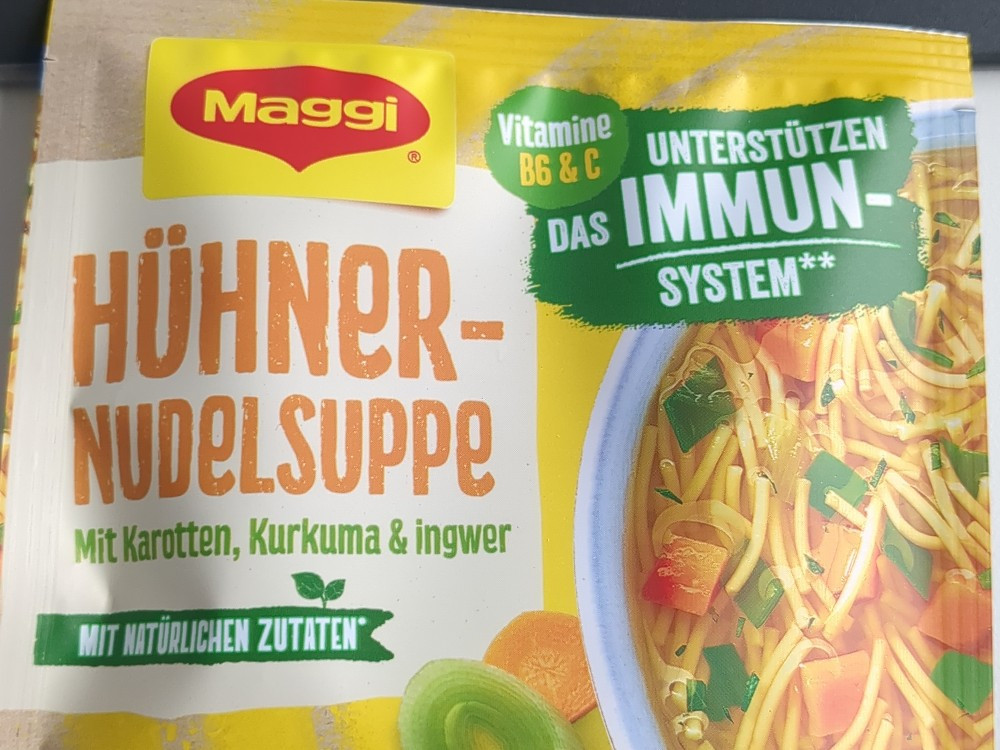 Maggi
®
Vitamine
B6 & C
UNTERSTÜTZEN
DAS IMMUN-
SYSTEM**
HÜHNER-
NUDELSUPPE
Mit Karotten, Kurkuma & ingwer
MIT NATÜRLICHEN ZUTATEN*